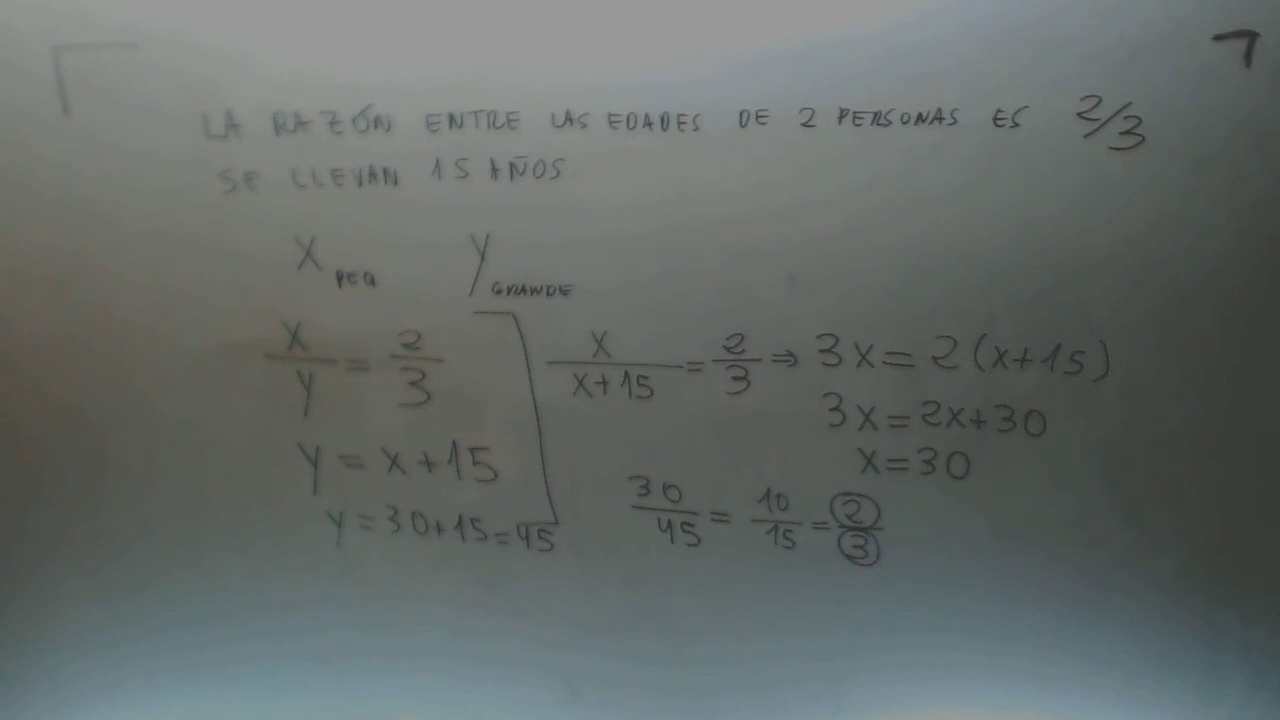 LA RAZÓN ENTRE LAS EDADES DE 2 PERSONAS ES 2/3
SE LLEVAN 15 AÑOS
X PEQ Y GRANDE
X/Y = 2/3
Y = X+15
Y = 30+15 = 45
X/(X+15) = 2/3 ⇒ 3X = 2(X+15)
3X = 2X+30
X = 30
30/45 = 10/15 = 2/3